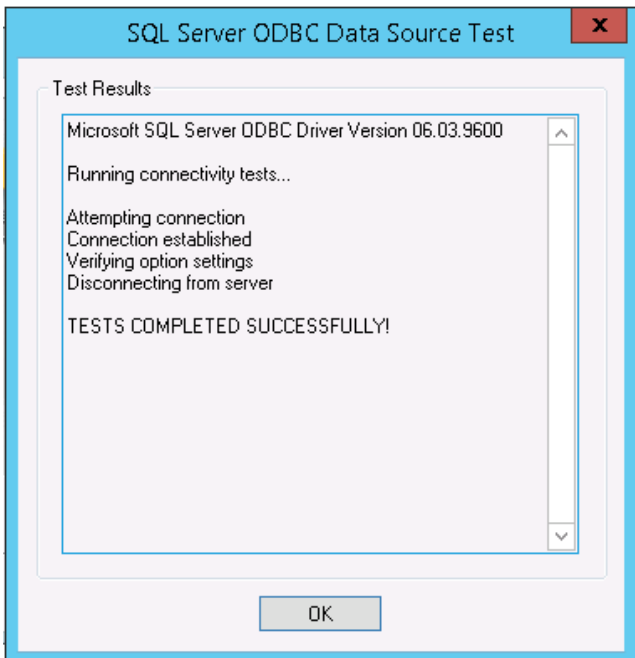 SQL Server ODBC Data Source Test
x
Test Results
Microsoft SQL Server ODBC Driver Version 06.03.9600
Running connectivity tests...
Attempting connection
Connection established
Verifying option settings
Disconnecting from server
TESTS COMPLETED SUCCESSFULLY!
OK